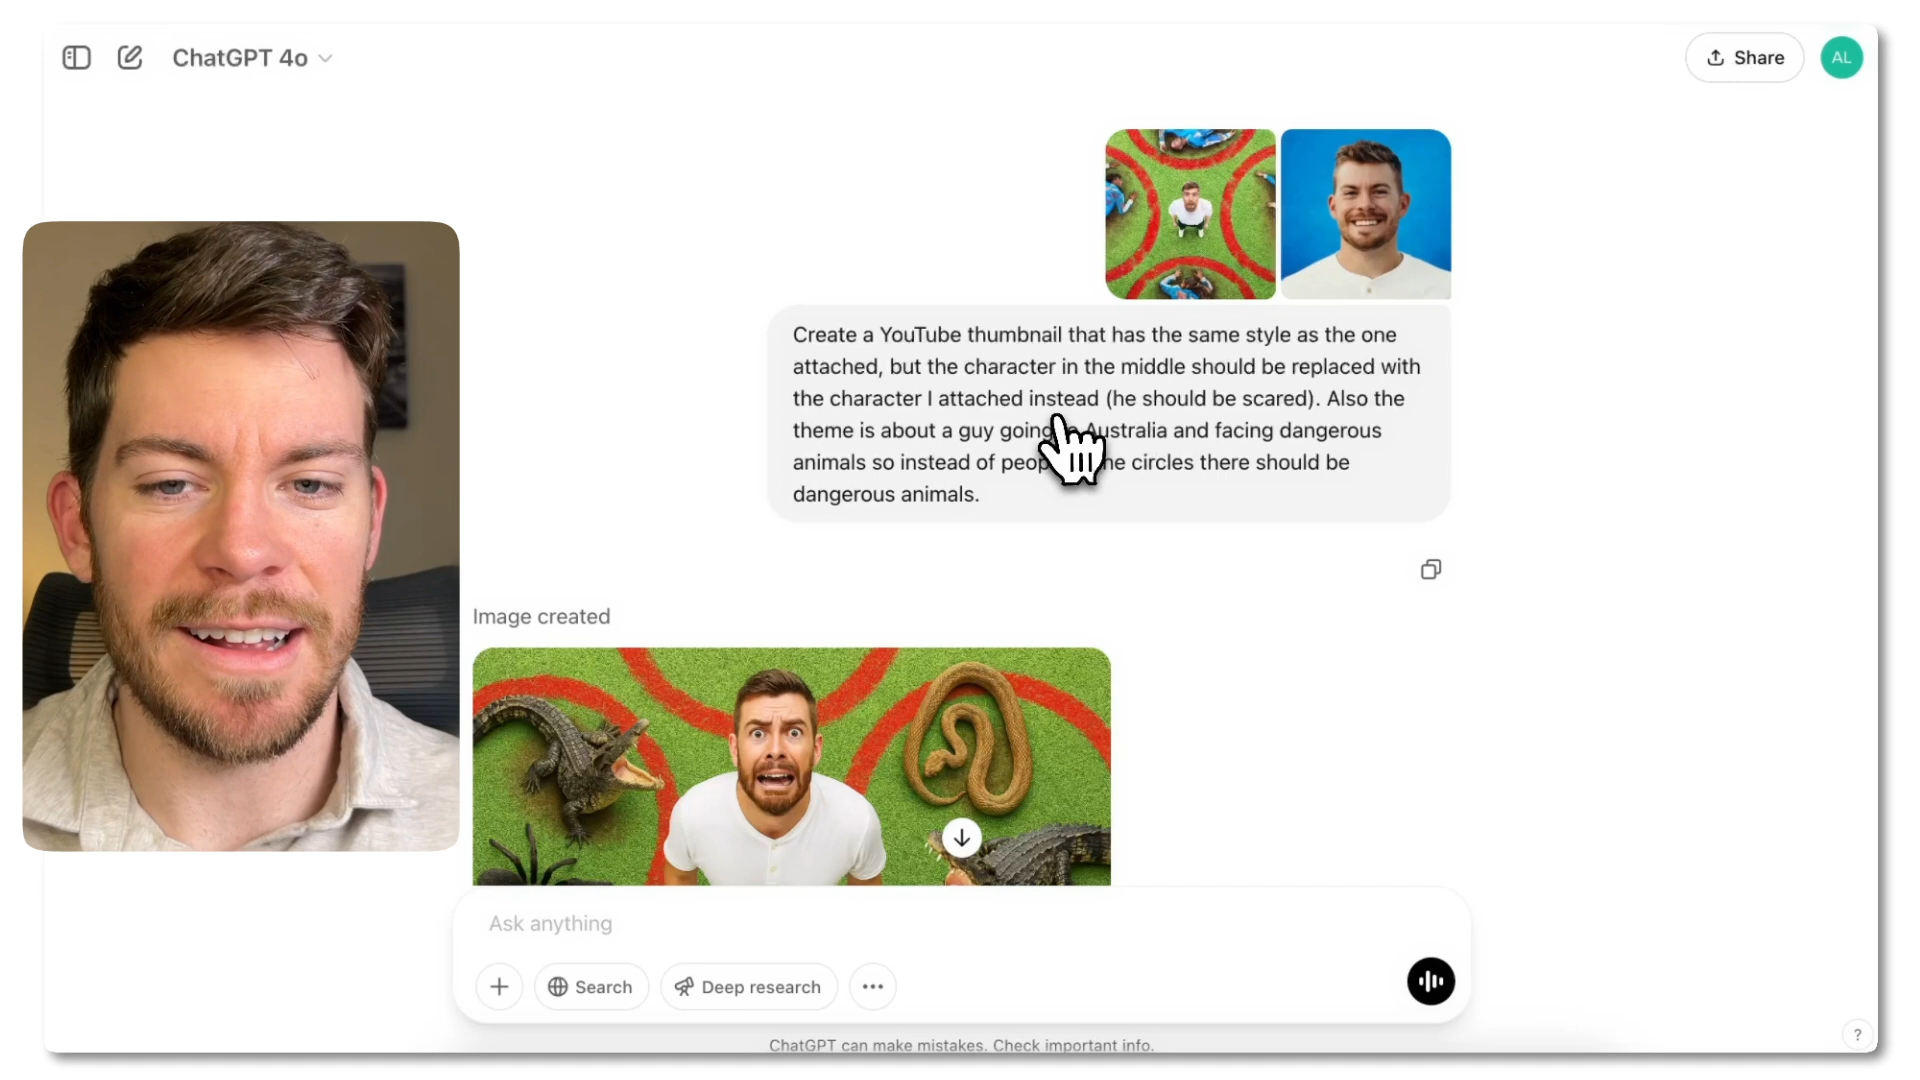 ChatGPT 4o
Share
AL
Create a YouTube thumbnail that has the same style as the one
attached, but the character in the middle should be replaced with
the character I attached instead (he should be scared). Also the
theme is about a guy going Australia and facing dangerous
animals so instead of circles there should be
dangerous animals.
Image created
Ask anything
Search
Deep research
ChatGPT can make mistakes. Check important info.
?